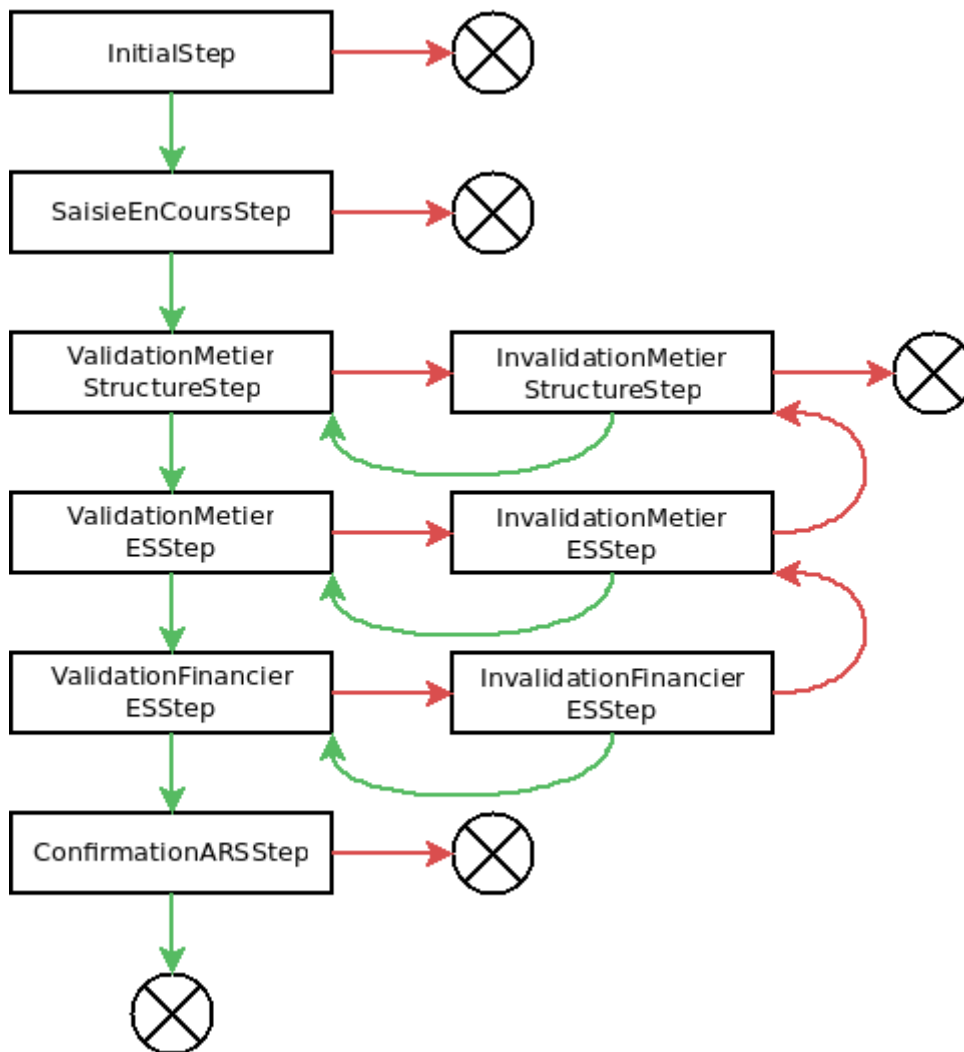 InitialStep
SaisieEnCoursStep
ValidationMetier
StructureStep
InvalidationMetier
StructureStep
ValidationMetier
ESStep
InvalidationMetier
ESStep
ValidationFinancier
ESStep
InvalidationFinancier
ESStep
ConfirmationARSStep